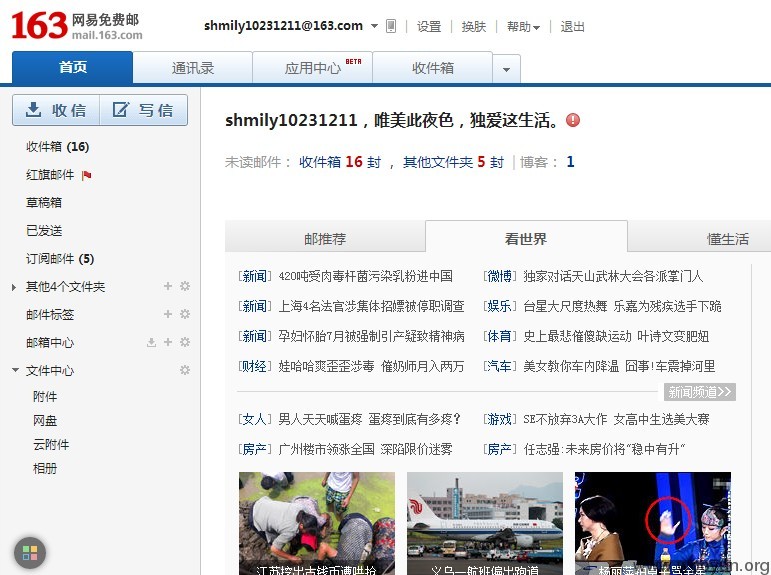 163 网易免费邮
mail.163.com
shmily10231211@163.com | 设置 | 换肤 | 帮助 | 退出
首页 通讯录 应用中心 BETA 收件箱
收信 写信
收件箱 (16)
红旗邮件
草稿箱
已发送
订阅邮件 (5)
其他4个文件夹
邮件标签
邮箱中心
文件中心
附件
网盘
云附件
相册
shmily10231211，唯美此夜色，独爱这生活。
未读邮件： 收件箱 16 封 ， 其他文件夹 5 封 | 博客： 1
邮推荐 看世界 懂生活
[新闻] 420吨受肉毒杆菌污染乳粉进中国 [微博] 独家对话天山武林大会各派掌门人
[新闻] 上海4名法官涉集体招嫖被停职调查 [娱乐] 台星大尺度热舞 乐嘉为残疾选手下跪
[新闻] 孕妇怀胎7月被强制引产疑致精神病 [体育] 史上最悲催傻缺运动 叶诗文变肥妞
[财经] 娃哈哈爽歪歪涉毒 催奶师月入两万 [汽车] 美女教你车内降温 囧事!车震掉河里
新闻频道>>
[女人] 男人天天喊蛋疼 蛋疼到底有多疼? [游戏] SE不放弃3A大作 女高中生选美大赛
[房产] 广州楼市领涨全国 深陷限价迷雾 [房产] 任志强:未来房价将“稳中有升”
江苏挖出古钱币遭哄抢 义乌一航班偏出跑道